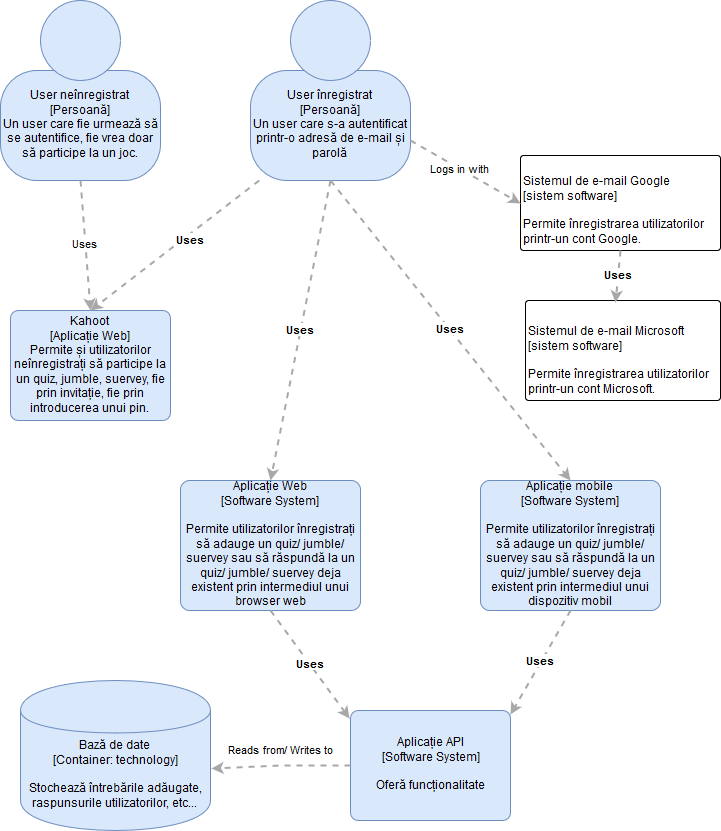 User neînregistrat
[Persoană]
Un user care fie urmează să
se autentifice, fie vrea doar
să participe la un joc.
User înregistrat
[Persoană]
Un user care s-a autentificat
printr-o adresă de e-mail și
parolă
Logs in with
Sistemul de e-mail Google
[sistem software]
Permite înregistrarea utilizatorilor
printr-un cont Google.
Uses
Uses
Uses
Sistemul de e-mail Microsoft
[sistem software]
Permite înregistrarea utilizatorilor
printr-un cont Microsoft.
Kahoot
[Aplicație Web]
Permite și utilizatorilor
neînregistrați să participe la
un quiz, jumble, suervey, fie
prin invitație, fie prin
introducerea unui pin.
Uses
Uses
Aplicație Web
[Software System]
Permite utilizatorilor înregistrați
să adauge un quiz/ jumble/
suervey sau să răspundă la un
quiz/ jumble/ suervey deja
existent prin intermediul unui
browser web
Aplicație mobile
[Software System]
Permite utilizatorilor înregistrați
să adauge un quiz/ jumble/
suervey sau să răspundă la un
quiz/ jumble/ suervey deja
existent prin intermediul unui
dispozitiv mobil
Uses
Uses
Bază de date
[Container: technology]
Stochează întrebările adăugate,
raspunsurile utilizatorilor, etc...
Reads from/ Writes to
Aplicație API
[Software System]
Oferă funcționalitate